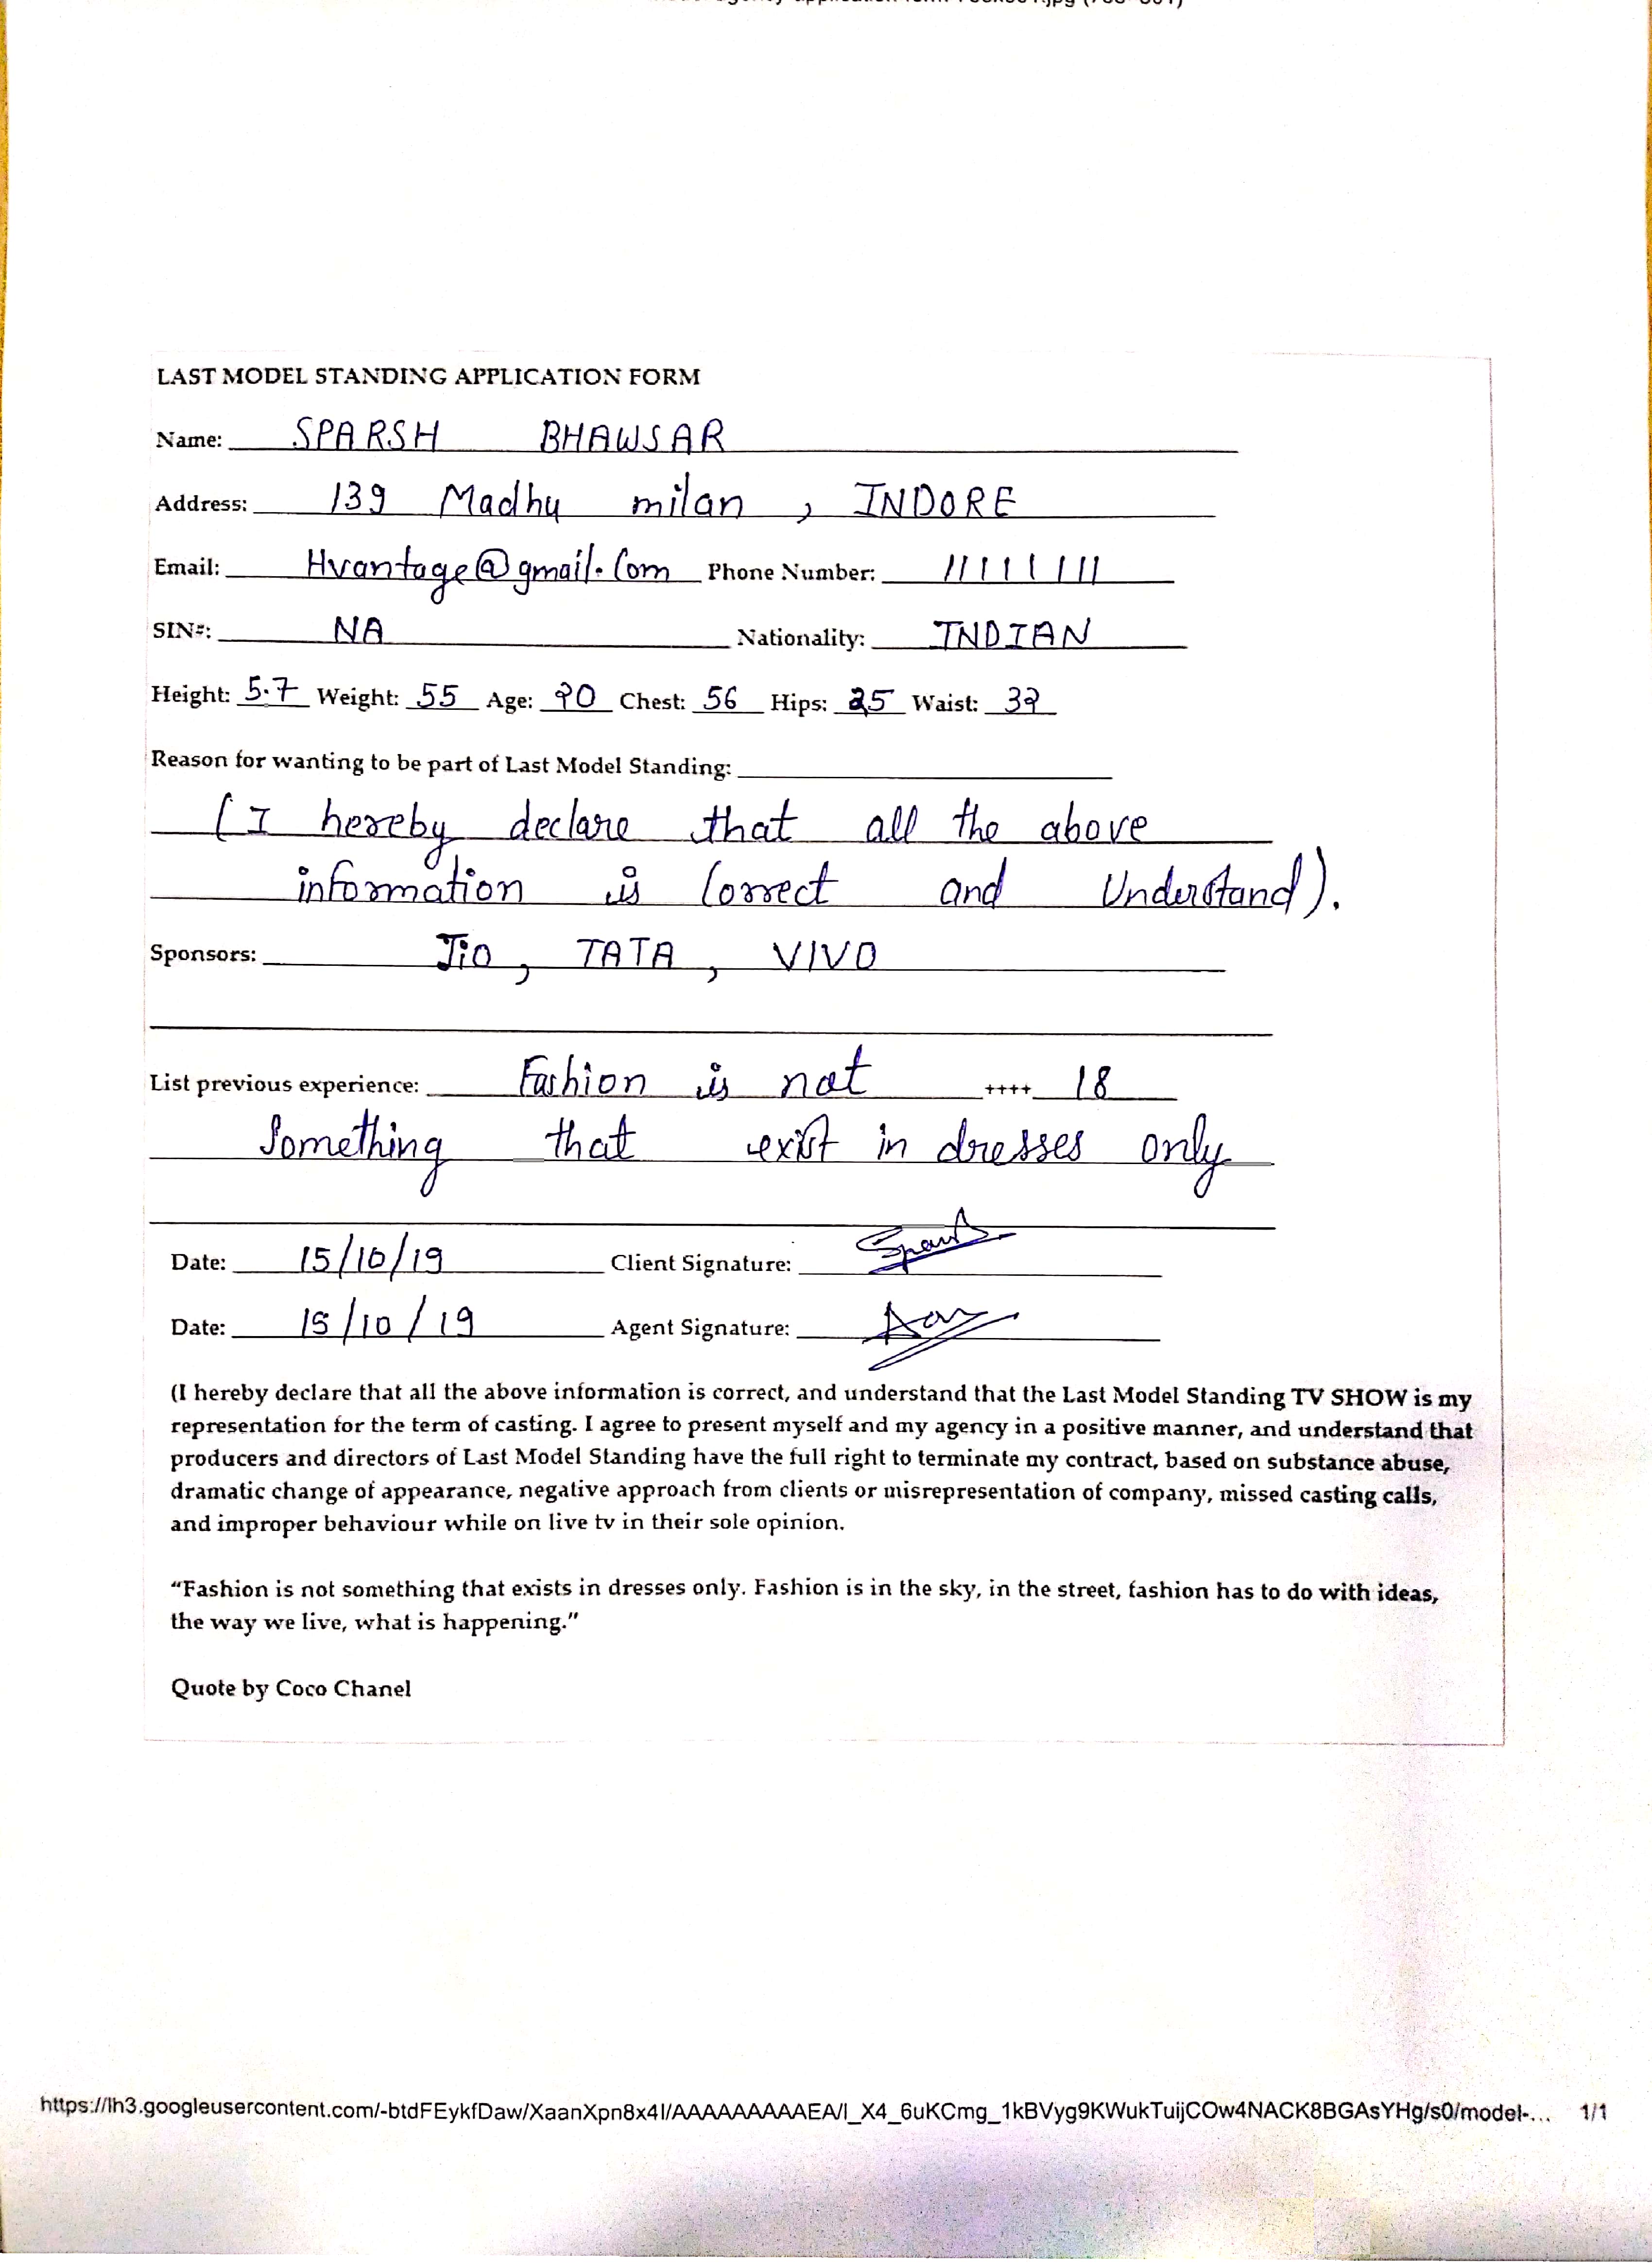 LAST MODEL STANDING APPLICATION FORM
Name: SPARSH BHAWSAR
Address: 139 Madhu milan , INDORE
Email: Hvantage@gmail.Com Phone Number: 11111111
SIN#: NA Nationality: INDIAN
Height: 5.7 Weight: 55 Age: 20 Chest: 56 Hips: 25 Waist: 32
Reason for wanting to be part of Last Model Standing:
(I hereby declare that all the above
information is Correct and Understand).
Sponsors: Jio, TATA, VIVO
List previous experience: Fashion is not ++++ 18
Something that exist in dresses only
Date: 15/10/19 Client Signature:
Date: 15/10/19 Agent Signature:
(I hereby declare that all the above information is correct, and understand that the Last Model Standing TV SHOW is my
representation for the term of casting. I agree to present myself and my agency in a positive manner, and understand that
producers and directors of Last Model Standing have the full right to terminate my contract, based on substance abuse,
dramatic change of appearance, negative approach from clients or misrepresentation of company, missed casting calls,
and improper behaviour while on live tv in their sole opinion.
“Fashion is not something that exists in dresses only. Fashion is in the sky, in the street, fashion has to do with ideas,
the way we live, what is happening.”
Quote by Coco Chanel
https://lh3.googleusercontent.com/-btdFEykfDaw/XaanXpn8x4I/AAAAAAAAAEA/I_X4_6uKCmg_1kBVyg9KWukTuijCOw4NACK8BGAsYHg/s0/model-... 1/1